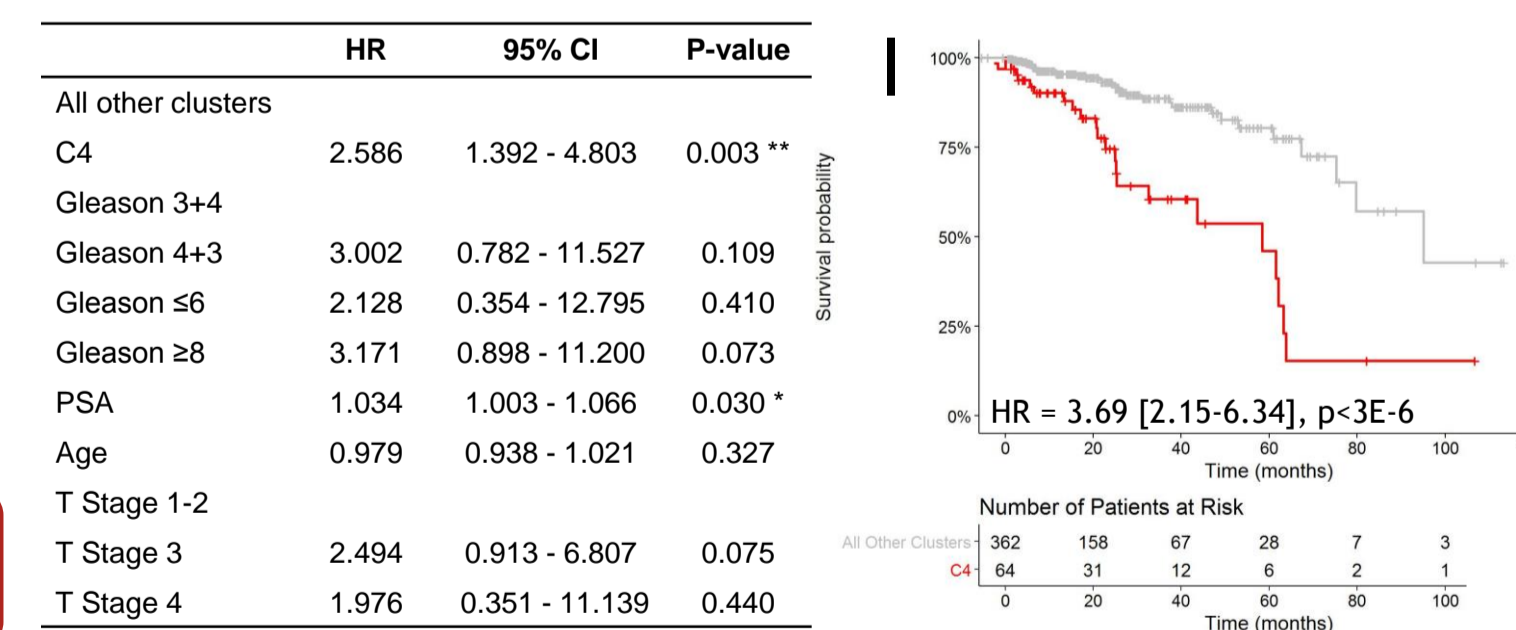 HR 95% CI P-value
All other clusters
C4 2.586 1.392 - 4.803 0.003 **
Gleason 3+4
Gleason 4+3 3.002 0.782 - 11.527 0.109
Gleason ≤6 2.128 0.354 - 12.795 0.410
Gleason ≥8 3.171 0.898 - 11.200 0.073
PSA 1.034 1.003 - 1.066 0.030 *
Age 0.979 0.938 - 1.021 0.327
T Stage 1-2
T Stage 3 2.494 0.913 - 6.807 0.075
T Stage 4 1.976 0.351 - 11.139 0.440
I
Survival probability
100%
75%
50%
25%
0%
HR = 3.69 [2.15-6.34], p<3E-6
0 20 40 60 80 100
Time (months)
Number of Patients at Risk
All Other Clusters 362 158 67 28 7 3
C4 64 31 12 6 2 1
0 20 40 60 80 100
Time (months)